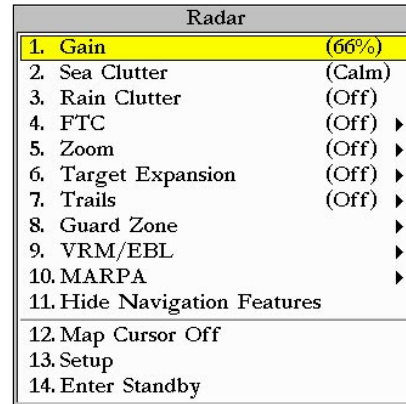 Radar
1. Gain (66%)
2. Sea Clutter (Calm)
3. Rain Clutter (Off)
4. FTC (Off)
5. Zoom (Off)
6. Target Expansion (Off)
7. Trails (Off)
8. Guard Zone
9. VRM/EBL
10. MARPA
11. Hide Navigation Features
12. Map Cursor Off
13. Setup
14. Enter Standby